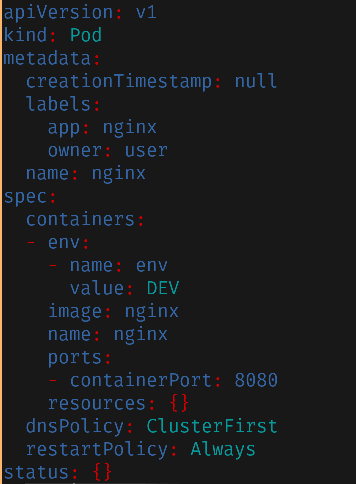 apiVersion: v1
kind: Pod
metadata:
  creationTimestamp: null
  labels:
    app: nginx
    owner: user
  name: nginx
spec:
  containers:
  - env:
    - name: env
      value: DEV
    image: nginx
    name: nginx
    ports:
    - containerPort: 8080
    resources: {}
  dnsPolicy: ClusterFirst
  restartPolicy: Always
status: {}